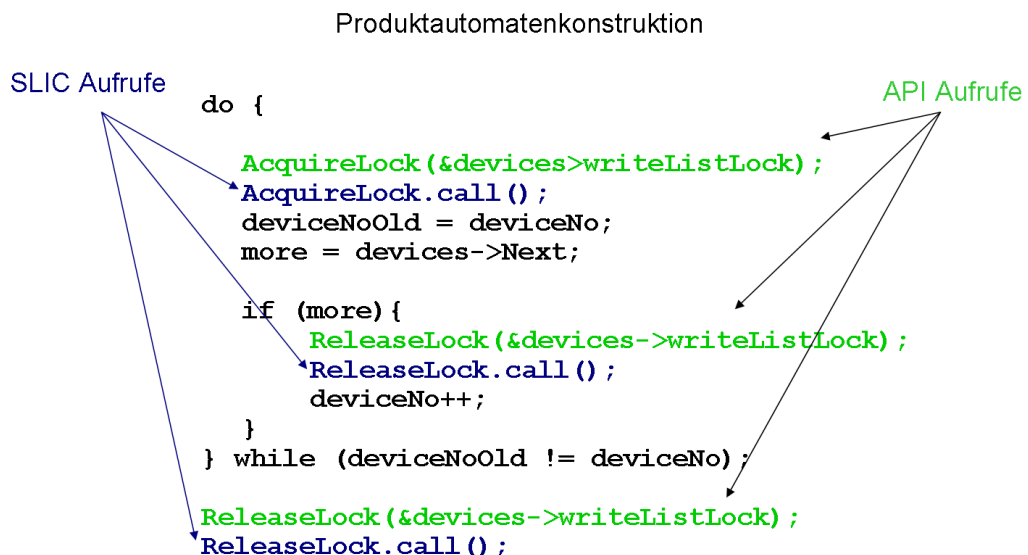 Produktautomatenkonstruktion
SLIC Aufrufe
API Aufrufe
do {
AcquireLock(&devices>writeListLock);
AcquireLock.call();
deviceNoOld = deviceNo;
more = devices->Next;
if (more){
ReleaseLock(&devices->writeListLock);
ReleaseLock.call();
deviceNo++;
}
} while (deviceNoOld != deviceNo);
ReleaseLock(&devices->writeListLock);
ReleaseLock.call();